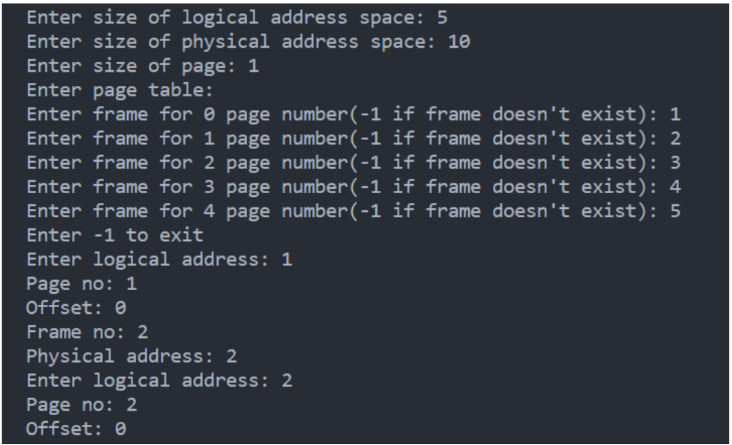 Enter size of logical address space: 5
Enter size of physical address space: 10
Enter size of page: 1
Enter page table:
Enter frame for 0 page number(-1 if frame doesn't exist): 1
Enter frame for 1 page number(-1 if frame doesn't exist): 2
Enter frame for 2 page number(-1 if frame doesn't exist): 3
Enter frame for 3 page number(-1 if frame doesn't exist): 4
Enter frame for 4 page number(-1 if frame doesn't exist): 5
Enter -1 to exit
Enter logical address: 1
Page no: 1
Offset: 0
Frame no: 2
Physical address: 2
Enter logical address: 2
Page no: 2
Offset: 0